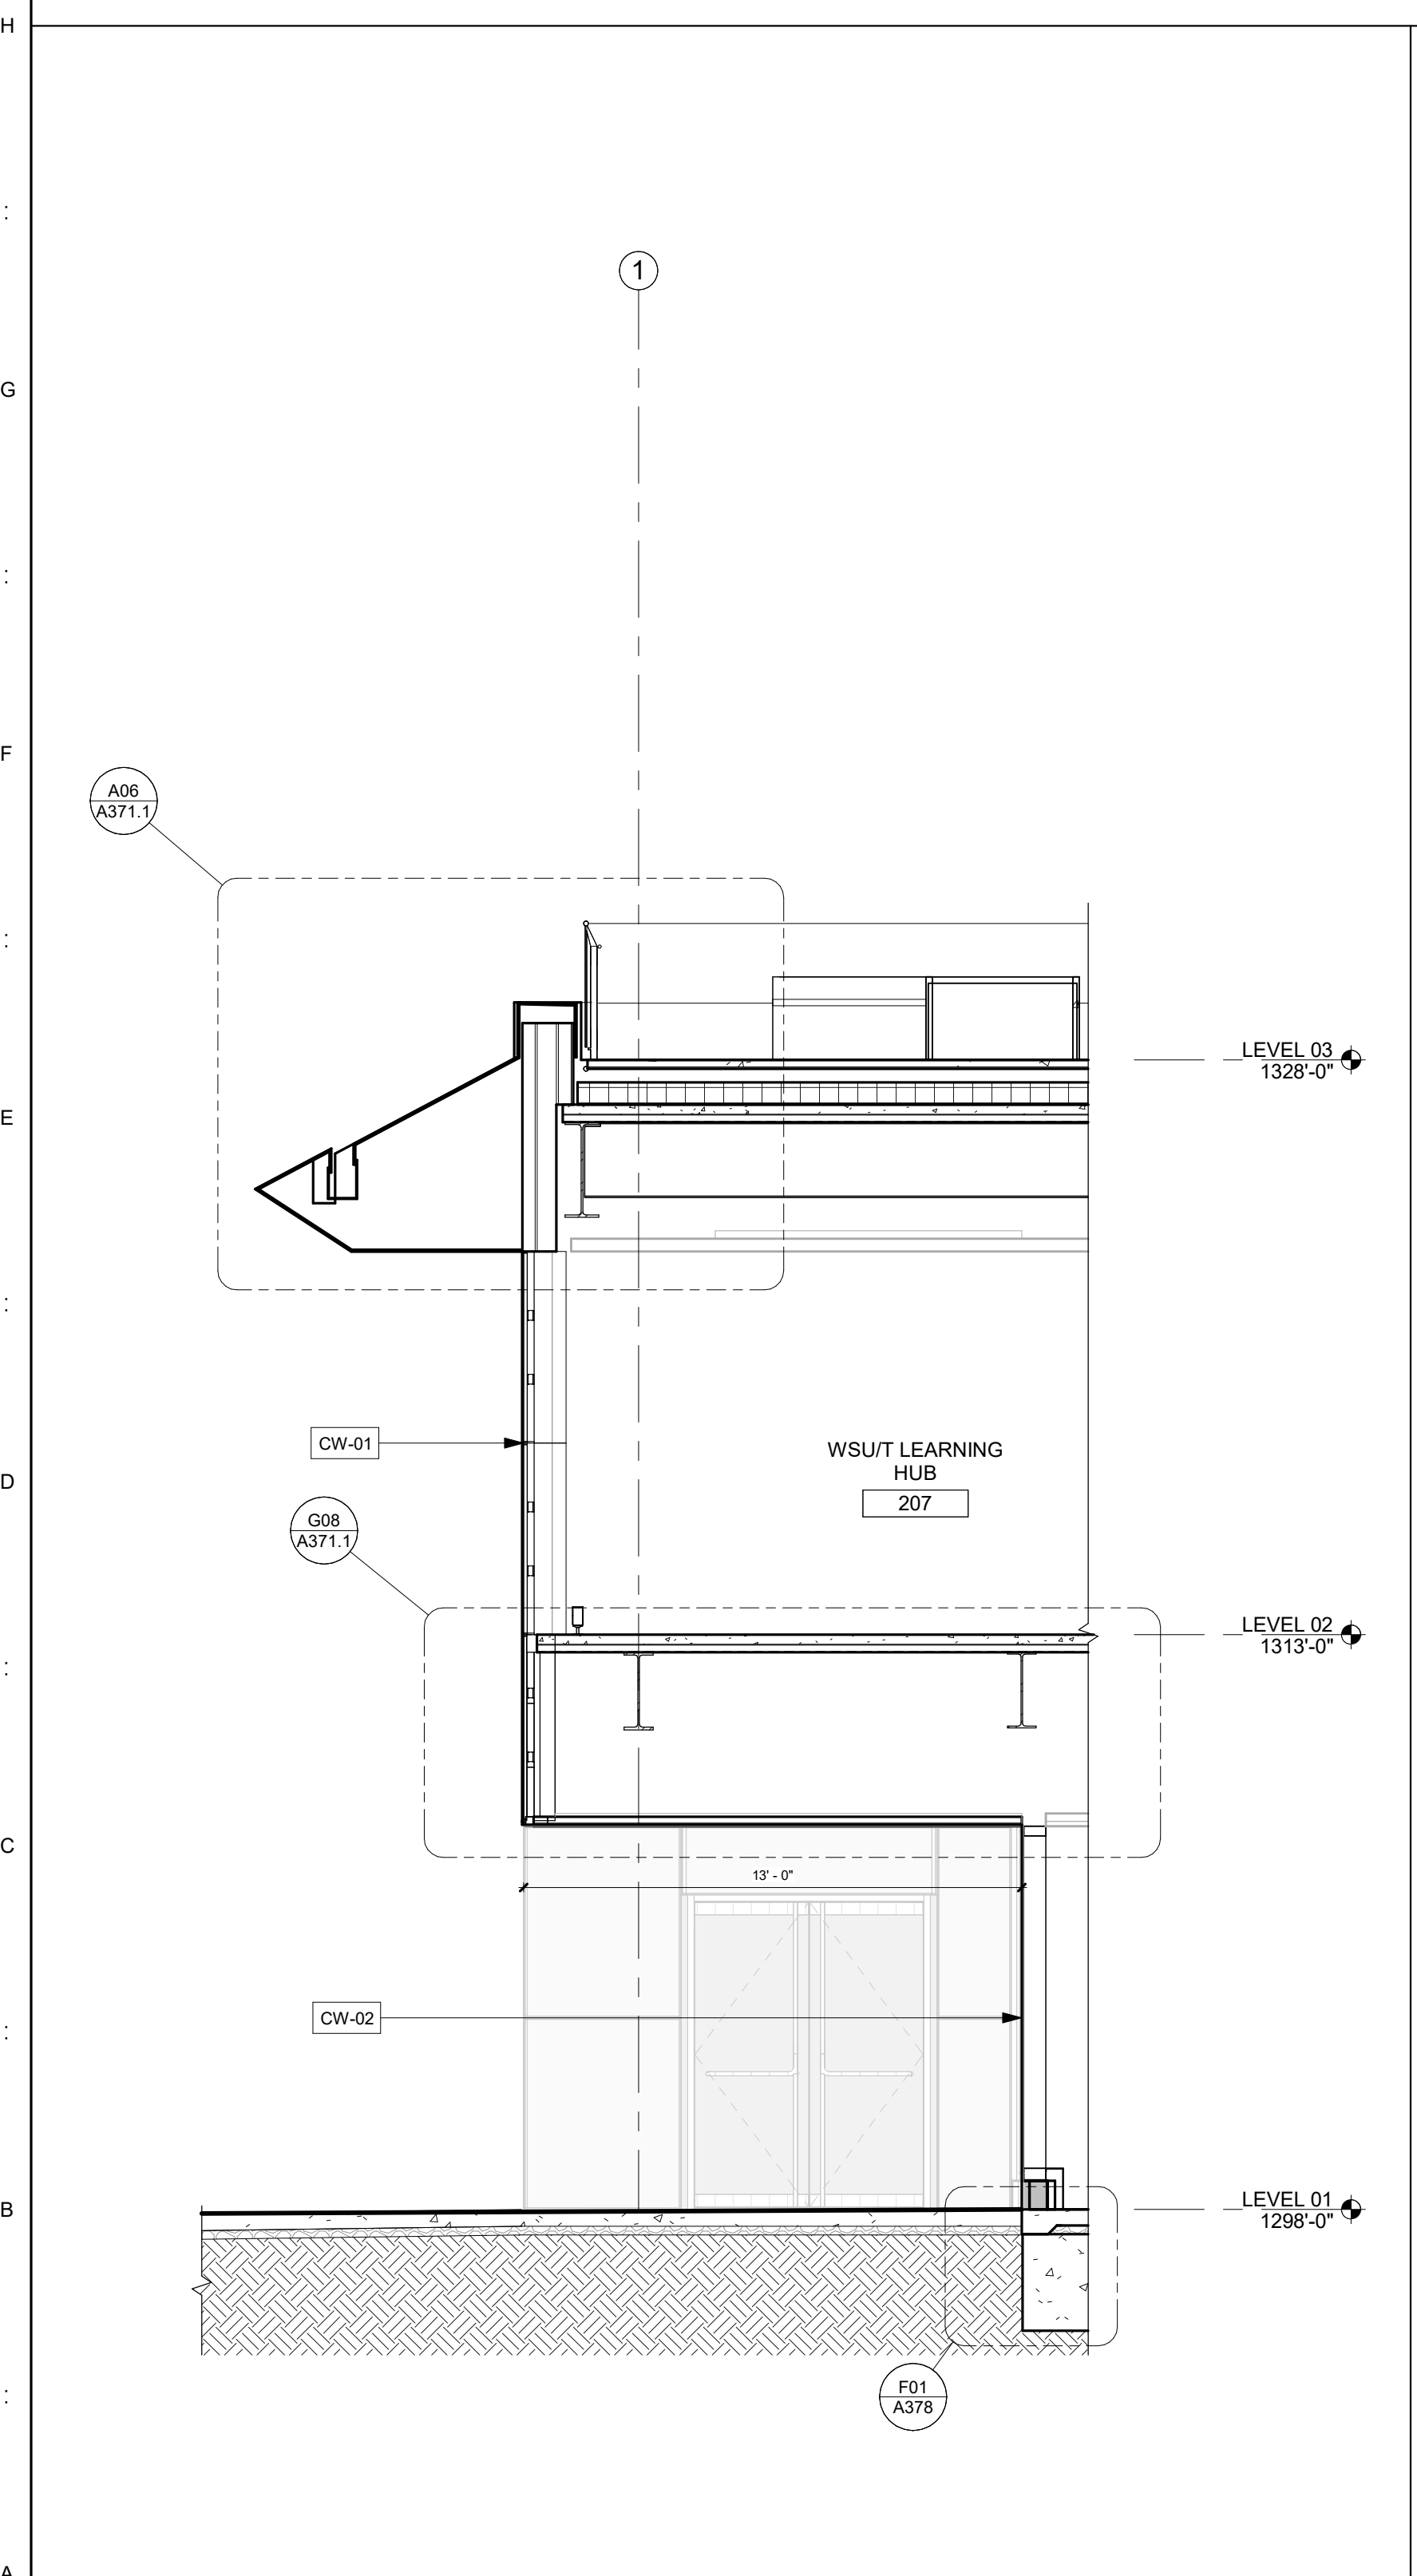 H
:
1
G
:
F
A06
A371.1
:
LEVEL 03
1328'-0"
E
:
CW-01
WSU/T LEARNING
HUB
207
D
G08
A371.1
LEVEL 02
1313'-0"
:
C
13' - 0"
CW-02
:
LEVEL 01
1298'-0"
B
F01
A378
:
A